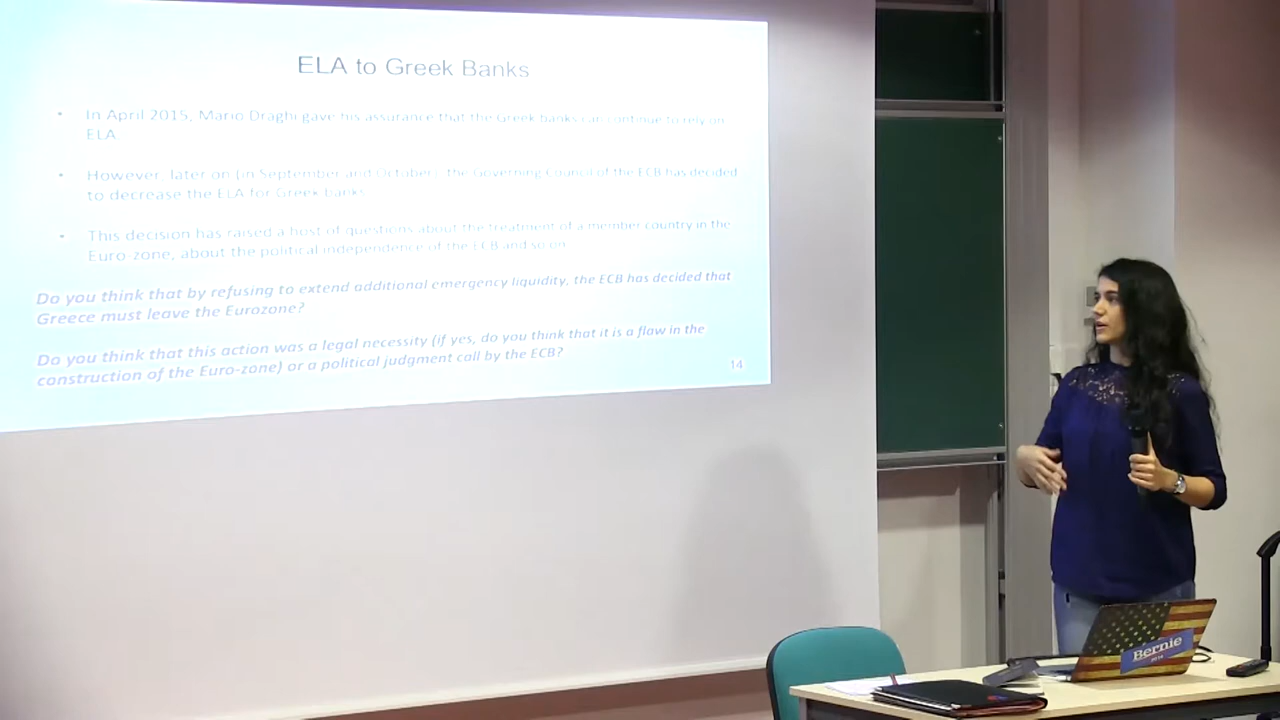 ELA to Greek Banks
• In April 2015, Mario Draghi gave his assurance that the Greek banks can continue to rely on
ELA.
• However, later on (in September and October), the Governing Council of the ECB has decided
to decrease the ELA for Greek banks.
• This decision has raised a host of questions about the treatment of a member country in the
Euro-zone, about the political independence of the ECB and so on.
Do you think that by refusing to extend additional emergency liquidity, the ECB has decided that
Greece must leave the Eurozone?
Do you think that this action was a legal necessity (if yes, do you think that it is a flaw in the
construction of the Euro-zone) or a political judgment call by the ECB?
14
Bernie
2016